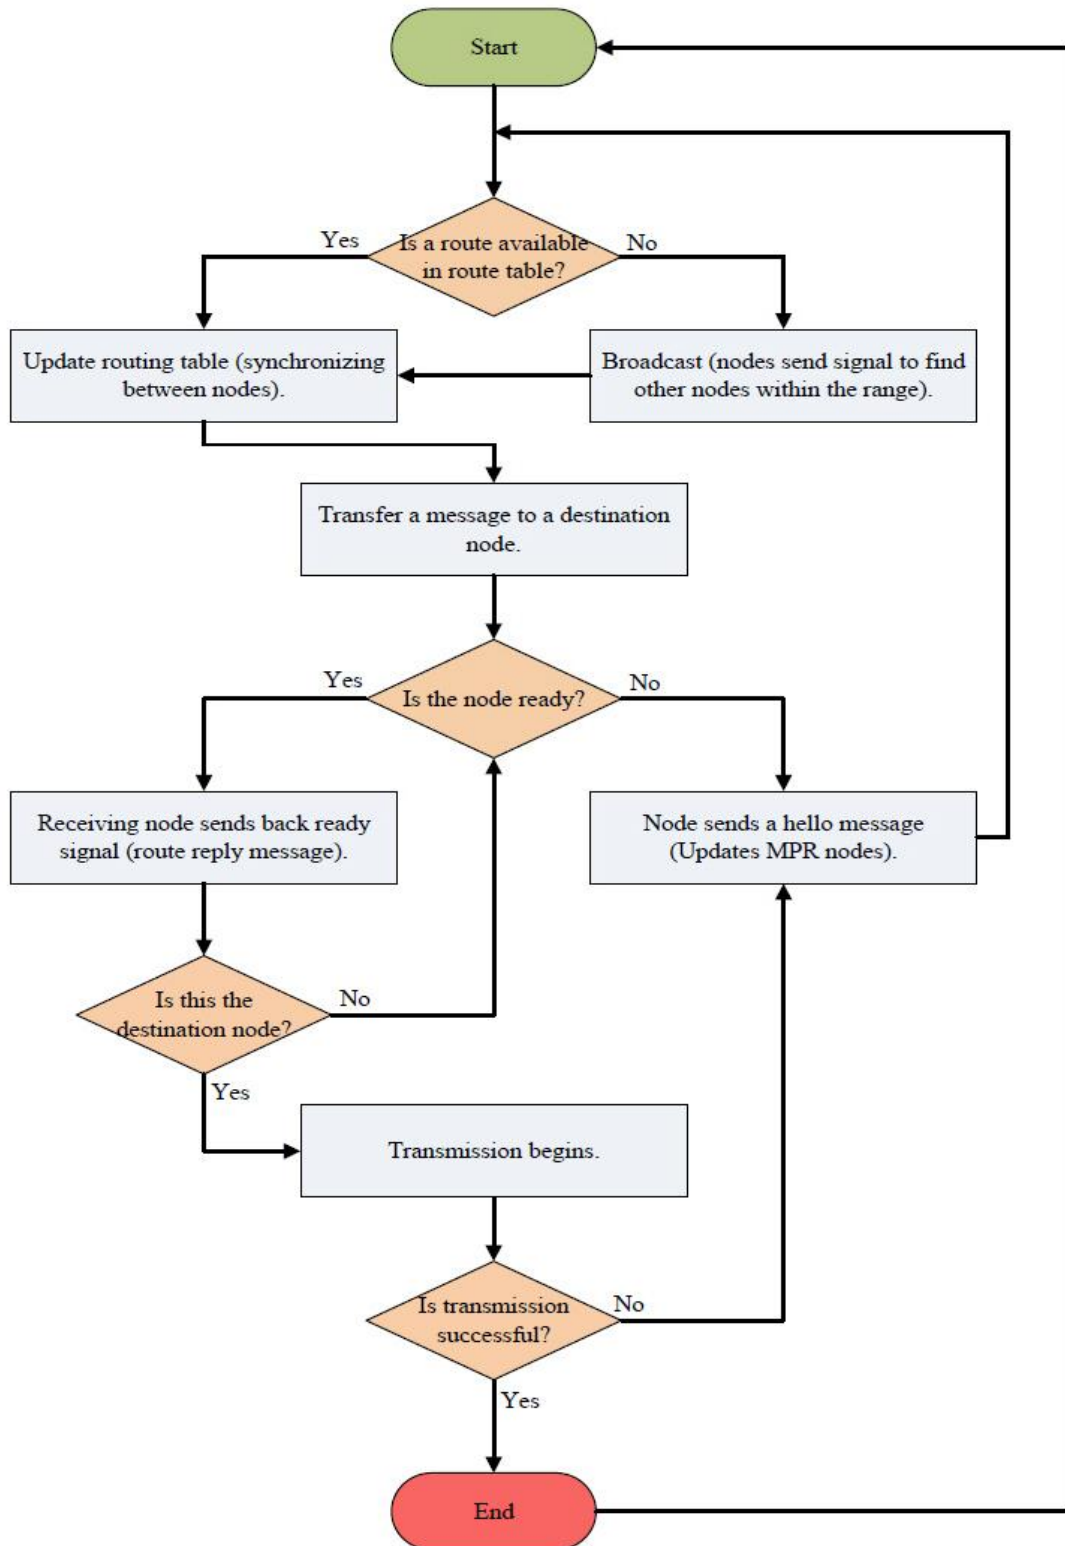 Start
Yes
Is a route available
in route table?
No
Update routing table (synchronizing
between nodes).
Broadcast (nodes send signal to find
other nodes within the range).
Transfer a message to a destination
node.
Yes
Is the node ready?
No
Receiving node sends back ready
signal (route reply message).
Node sends a hello message
(Updates MPR nodes).
Is this the
destination node?
No
Yes
Transmission begins.
Is transmission
successful?
No
Yes
End